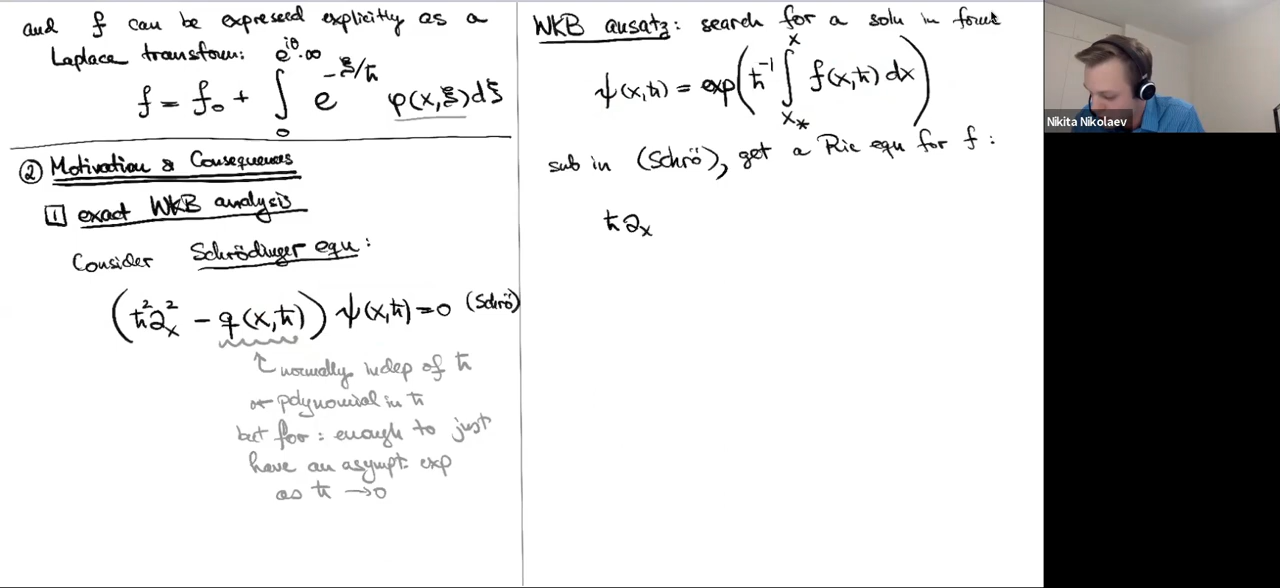 and f can be expressed explicitly as a
Laplace transform:
f = f₀ + ∫₀^{e^{iθ}·∞} e^{-ξ/ħ} φ(x,ξ)dξ
② Motivation & Consequences
1 exact WKB analysis
Consider Schrödinger equ:
(ħ²∂ₓ² − q(x,ħ)) ψ(x,ħ) = 0 (Schrö)
↑ normally indep of ħ
or polynomial in ħ
but for : enough to just
have an asympt. exp
as ħ → 0
WKB ansatz: search for a soln in form
ψ(x,ħ) = exp(ħ⁻¹ ∫_{x_*}^{x} f(x,ħ) dx)
sub in (Schrö), get a Ric equ for f :
ħ∂ₓ
Nikita Nikolaev